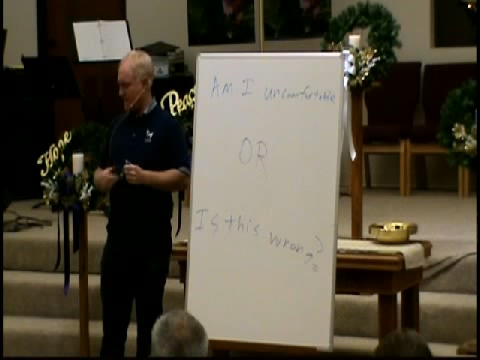 Hope
Peace
Am I uncomfortable
OR
Is this wrong?